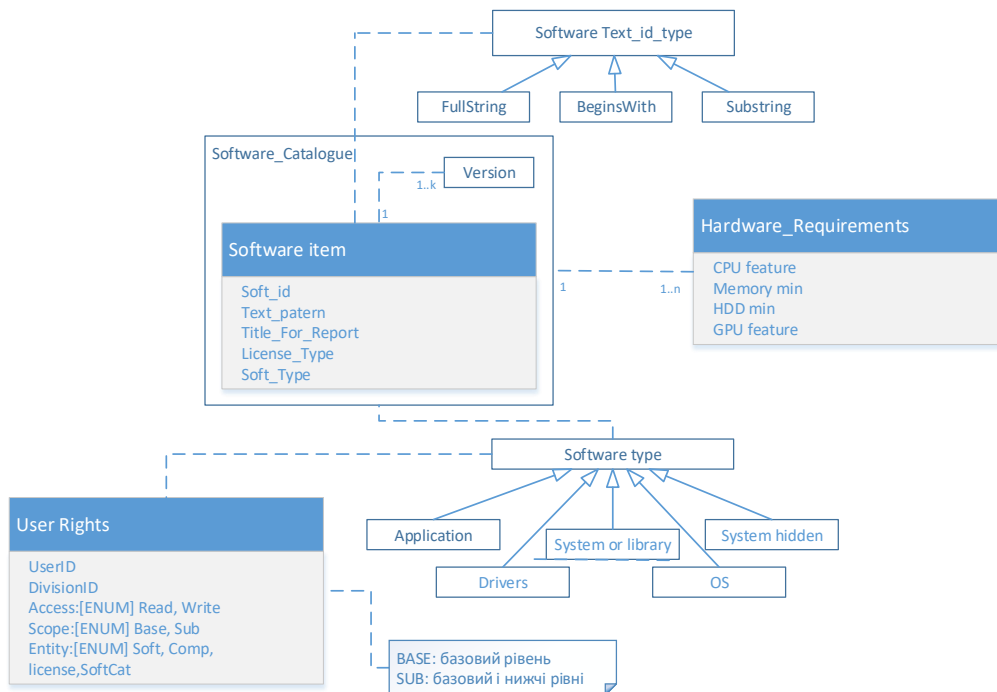 Software Text_id_type
FullString
BeginsWith
Substring
Software_Catalogue
Version
1..k
1
Software item
Soft_id
Text_patern
Title_For_Report
License_Type
Soft_Type
1
1..n
Hardware_Requirements
CPU feature
Memory min
HDD min
GPU feature
Software type
Application
System or library
System hidden
Drivers
OS
User Rights
UserID
DivisionID
Access:[ENUM] Read, Write
Scope:[ENUM] Base, Sub
Entity:[ENUM] Soft, Comp,
license,SoftCat
BASE: базовий рівень
SUB: базовий і нижчі рівні